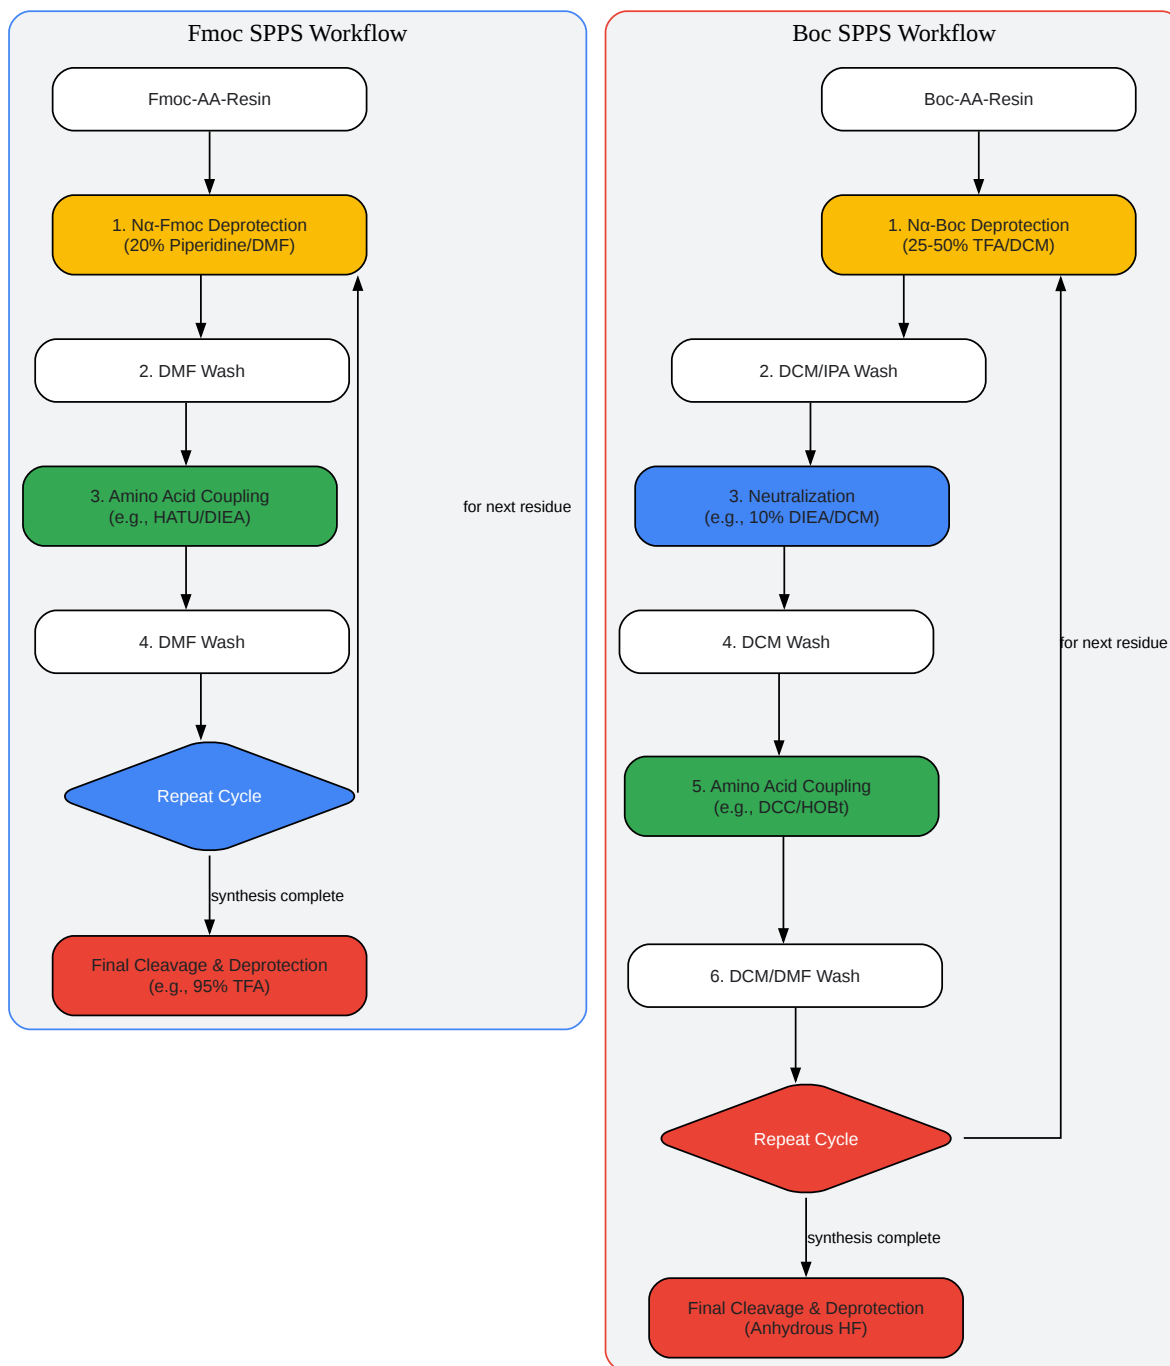 Fmoc SPPS Workflow
Fmoc-AA-Resin
1. Nα-Fmoc Deprotection
(20% Piperidine/DMF)
2. DMF Wash
3. Amino Acid Coupling
(e.g., HATU/DIEA)
for next residue
4. DMF Wash
Repeat Cycle
synthesis complete
Final Cleavage & Deprotection
(e.g., 95% TFA)
Boc SPPS Workflow
Boc-AA-Resin
1. Nα-Boc Deprotection
(25-50% TFA/DCM)
2. DCM/IPA Wash
3. Neutralization
(e.g., 10% DIEA/DCM)
4. DCM Wash
for next residue
5. Amino Acid Coupling
(e.g., DCC/HOBt)
6. DCM/DMF Wash
Repeat Cycle
synthesis complete
Final Cleavage & Deprotection
(Anhydrous HF)